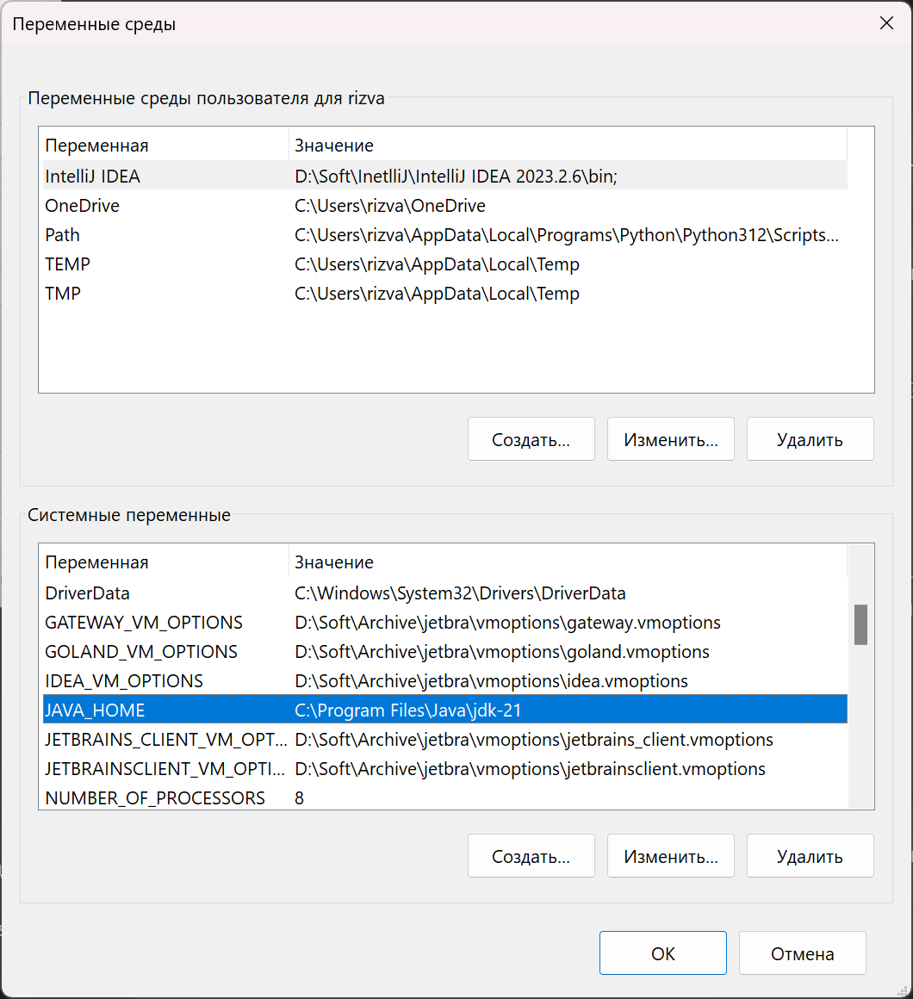 Переменные среды
Переменные среды пользователя для rizva
Переменная Значение
IntelliJ IDEA D:\Soft\InetlliJ\IntelliJ IDEA 2023.2.6\bin;
OneDrive C:\Users\rizva\OneDrive
Path C:\Users\rizva\AppData\Local\Programs\Python\Python312\Scripts...
TEMP C:\Users\rizva\AppData\Local\Temp
TMP C:\Users\rizva\AppData\Local\Temp
Создать... Изменить... Удалить
Системные переменные
Переменная Значение
DriverData C:\Windows\System32\Drivers\DriverData
GATEWAY_VM_OPTIONS D:\Soft\Archive\jetbra\vmoptions\gateway.vmoptions
GOLAND_VM_OPTIONS D:\Soft\Archive\jetbra\vmoptions\goland.vmoptions
IDEA_VM_OPTIONS D:\Soft\Archive\jetbra\vmoptions\idea.vmoptions
JAVA_HOME C:\Program Files\Java\jdk-21
JETBRAINS_CLIENT_VM_OPT... D:\Soft\Archive\jetbra\vmoptions\jetbrains_client.vmoptions
JETBRAINSCLIENT_VM_OPTI... D:\Soft\Archive\jetbra\vmoptions\jetbrainsclient.vmoptions
NUMBER_OF_PROCESSORS 8
Создать... Изменить... Удалить
ОК Отмена